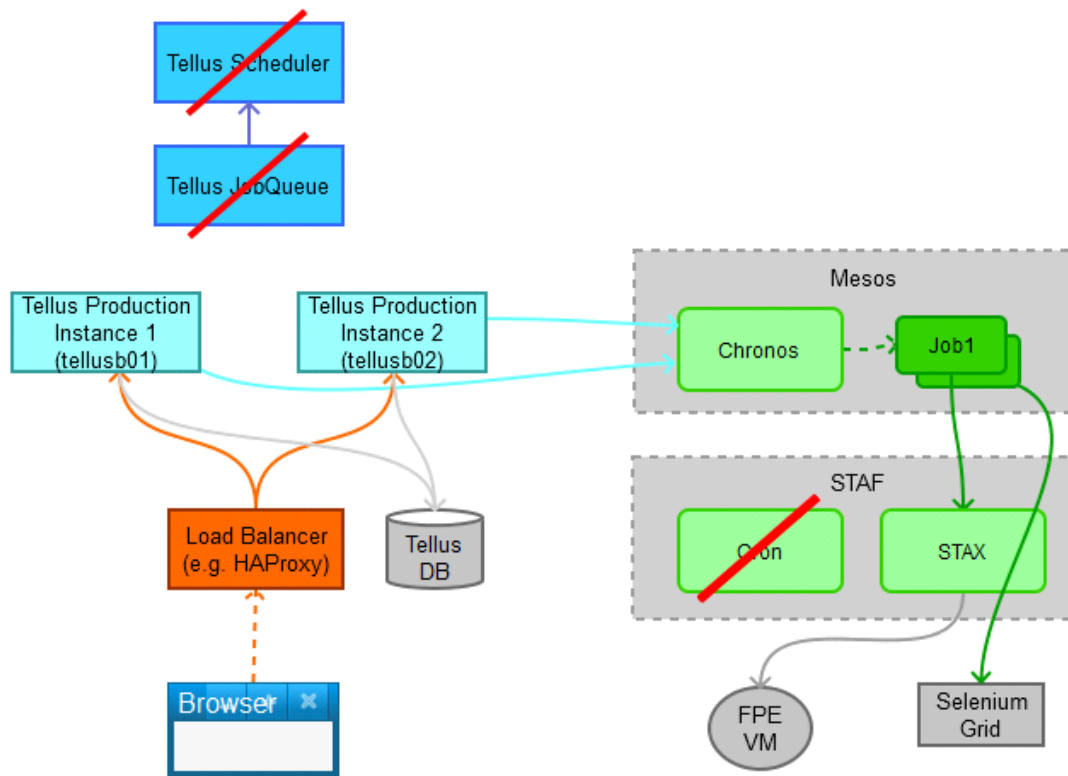 Tellus Scheduler
Tellus JobQueue
Tellus Production
Instance 1
(tellusb01)
Tellus Production
Instance 2
(tellusb02)
Mesos
Chronos
Job1
Load Balancer
(e.g. HAProxy)
Tellus
DB
STAF
Cron
STAX
Browser
FPE
VM
Selenium
Grid